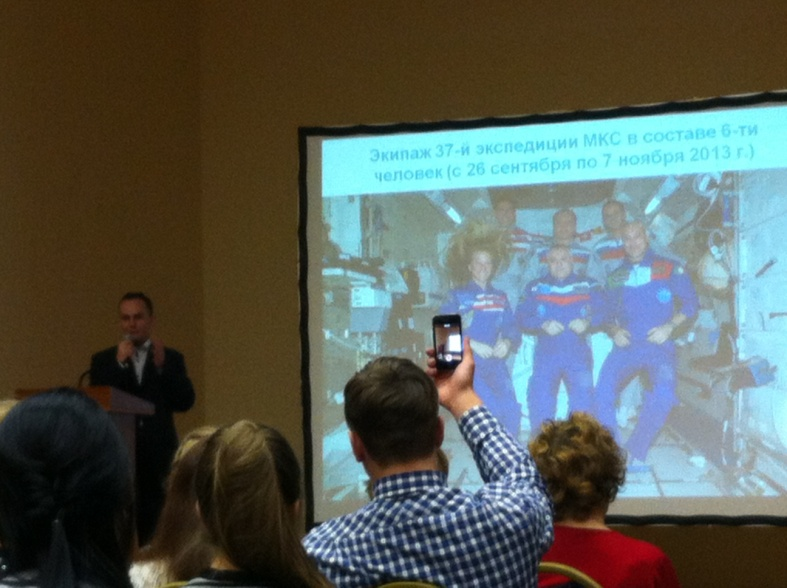 Экипаж 37-й экспедиции МКС в составе 6-ти
человек (с 26 сентября по 7 ноября 2013 г.)